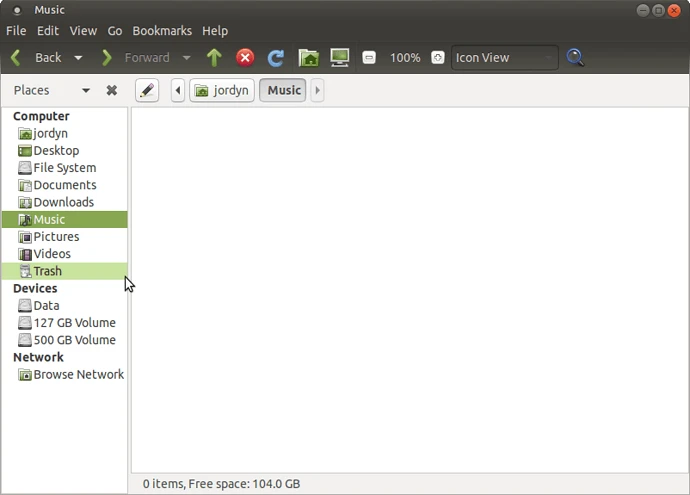 Music
File Edit View Go Bookmarks Help
Back Forward 100% Icon View
Places jordyn Music
Computer
jordyn
Desktop
File System
Documents
Downloads
Music
Pictures
Videos
Trash
Devices
Data
127 GB Volume
500 GB Volume
Network
Browse Network
0 items, Free space: 104.0 GB